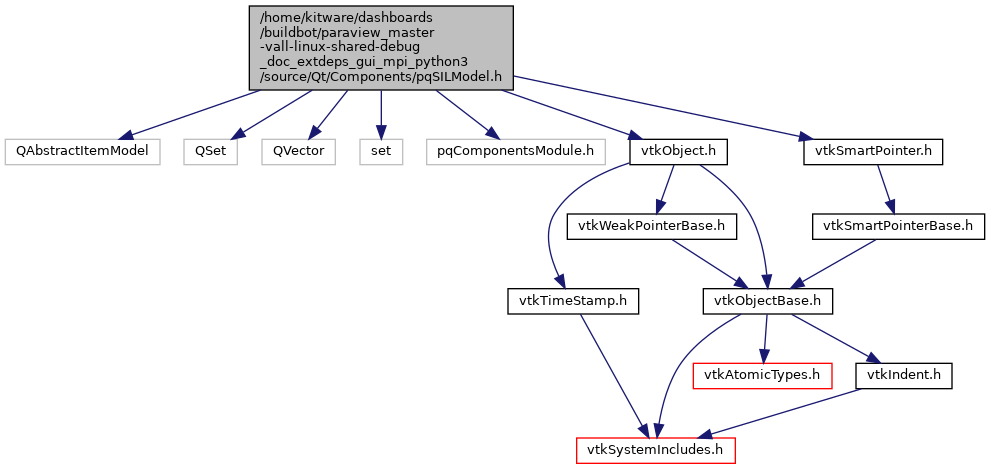 /home/kitware/dashboards
/buildbot/paraview_master
-vall-linux-shared-debug
_doc_extdeps_gui_mpi_python3
/source/Qt/Components/pqSILModel.h
QAbstractItemModel
QSet
QVector
set
pqComponentsModule.h
vtkObject.h
vtkSmartPointer.h
vtkWeakPointerBase.h
vtkSmartPointerBase.h
vtkTimeStamp.h
vtkObjectBase.h
vtkAtomicTypes.h
vtkIndent.h
vtkSystemIncludes.h